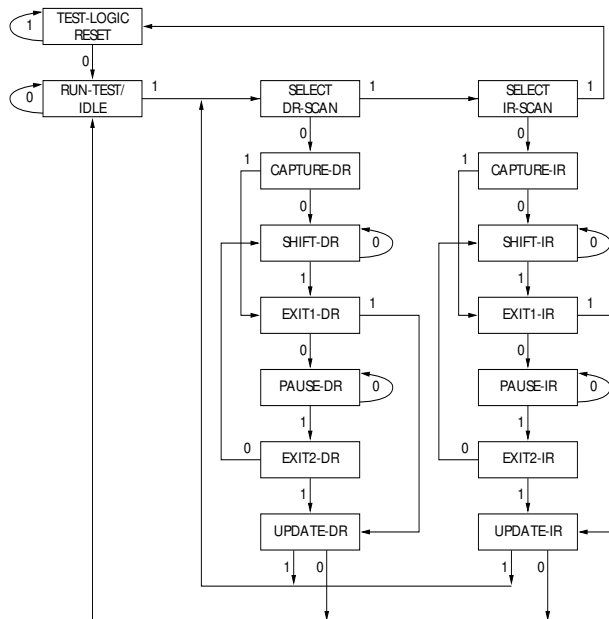 TEST-LOGIC
RESET
1
0
RUN-TEST/
IDLE
0
1
SELECT
DR-SCAN
1
SELECT
IR-SCAN
1
0
0
1
CAPTURE-DR
1
CAPTURE-IR
0
0
SHIFT-DR
0
SHIFT-IR
0
1
1
EXIT1-DR
1
EXIT1-IR
1
0
0
PAUSE-DR
0
PAUSE-IR
0
1
1
0
EXIT2-DR
0
EXIT2-IR
1
1
UPDATE-DR
UPDATE-IR
1
0
1
0